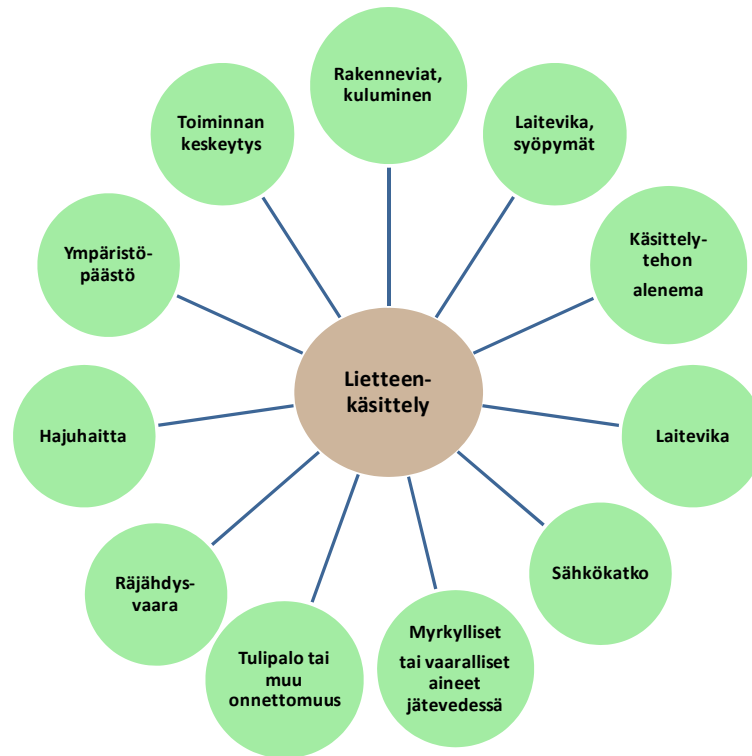 Rakenneviat,
kuluminen
Laitevika,
syöpymät
Käsittely-
tehon
alenema
Laitevika
Sähkökatko
Myrkylliset
tai vaaralliset
aineet
jätevedessä
Tulipalo tai
muu
onnettomuus
Räjähdys-
vaara
Hajuhaitta
Ympäristö-
päästö
Toiminnan
keskeytys
Lietteen-
käsittely